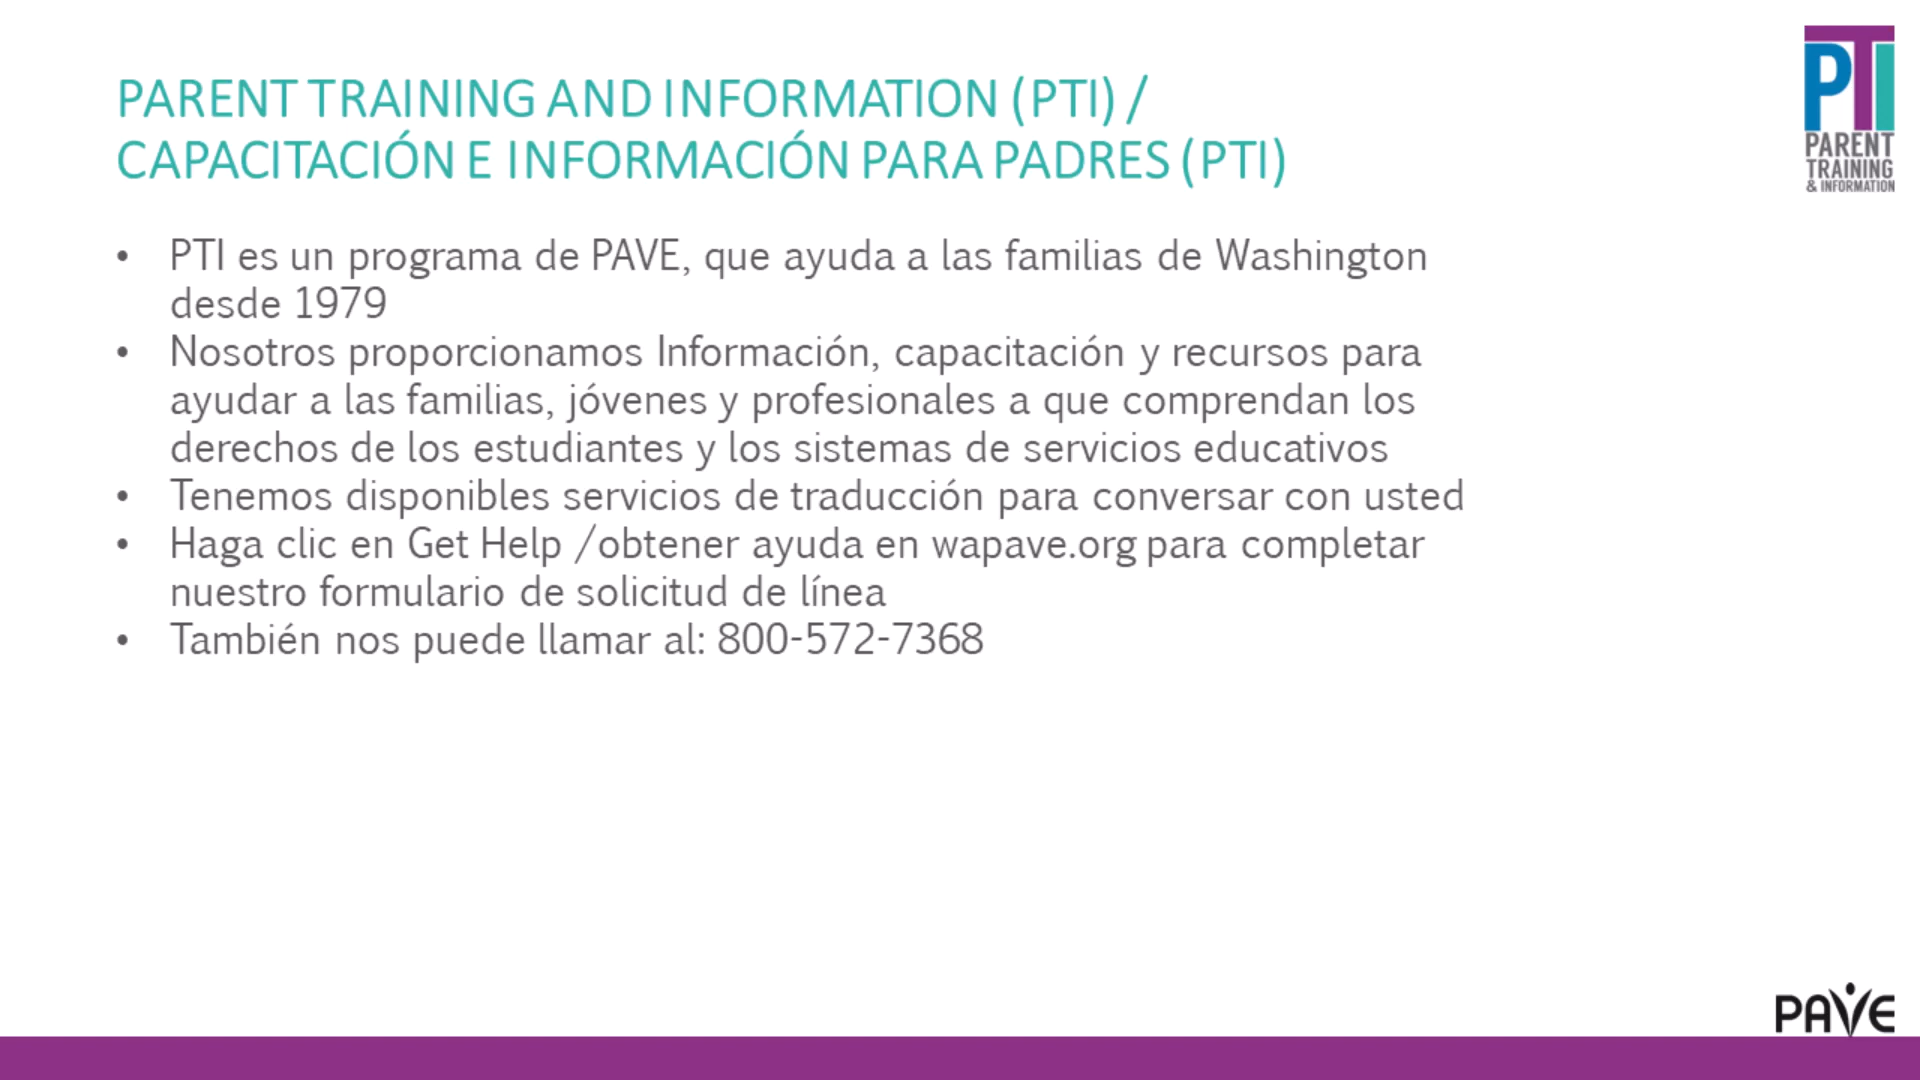 PARENT TRAINING AND INFORMATION (PTI) /
CAPACITACIÓN E INFORMACIÓN PARA PADRES (PTI)
PTI
PARENT
TRAINING
& INFORMATION
• PTI es un programa de PAVE, que ayuda a las familias de Washington
desde 1979
• Nosotros proporcionamos Información, capacitación y recursos para
ayudar a las familias, jóvenes y profesionales a que comprendan los
derechos de los estudiantes y los sistemas de servicios educativos
• Tenemos disponibles servicios de traducción para conversar con usted
• Haga clic en Get Help /obtener ayuda en wapave.org para completar
nuestro formulario de solicitud de línea
• También nos puede llamar al: 800-572-7368
PAVE